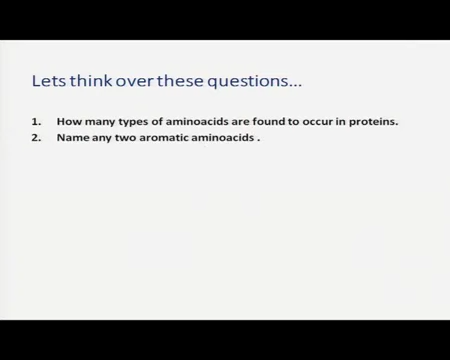 Lets think over these questions...
1. How many types of aminoacids are found to occur in proteins.
2. Name any two aromatic aminoacids .